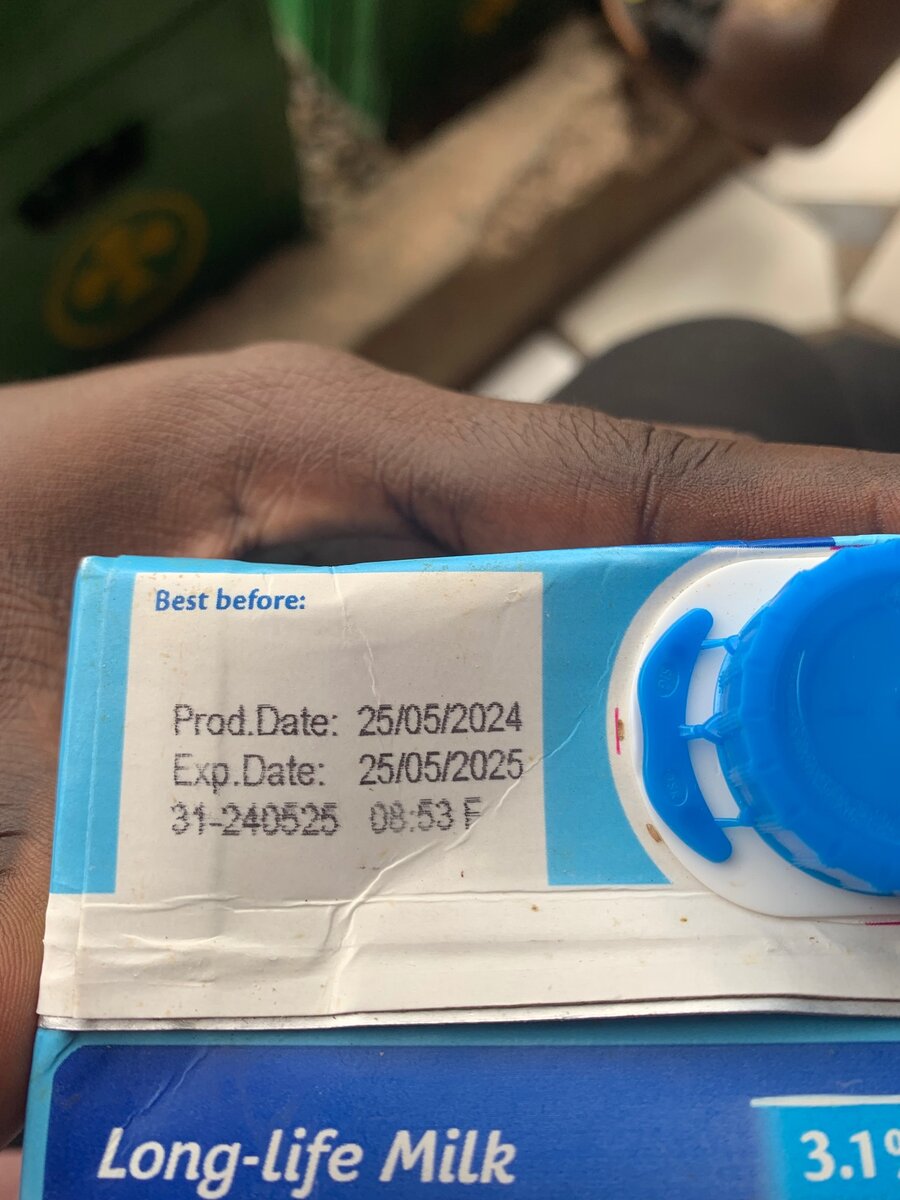 Best before:
Prod.Date: 25/05/2024
Exp.Date: 25/05/2025
31-240525 08:53 F
Long-life Milk
3.1%